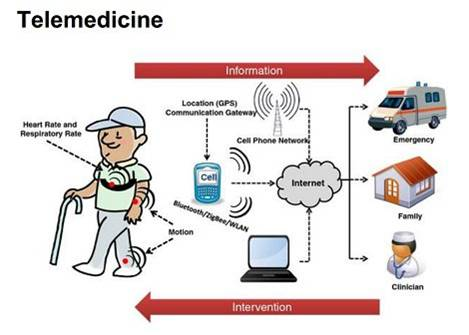 Telemedicine
Information
Location (GPS)
Communication Gateway
Heart Rate and
Respiratory Rate
Cell Phone Network
Emergency
Cell
Internet
Bluetooth/ZigBee/WLAN
Family
Motion
Clinician
Intervention